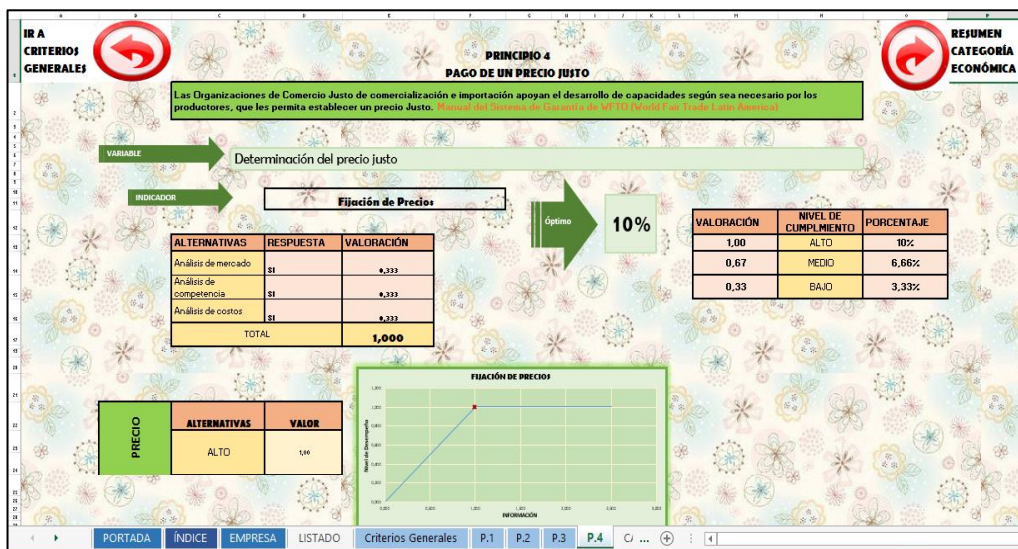 IR A
CRITERIOS
GENERALES
PRINCIPIO 4
PAGO DE UN PRECIO JUSTO
RESUMEN
CATEGORÍA
ECONÓMICA
Las Organizaciones de Comercio Justo de comercialización e importación apoyan el desarrollo de capacidades según sea necesario por los
productores, que les permita establecer un precio Justo. Manual del Sistema de Garantía de WFTO (World Fair Trade Latin America)
VARIABLE
Determinación del precio justo
INDICADOR
Fijación de Precios
Óptimo
10%
ALTERNATIVAS RESPUESTA VALORACIÓN
Análisis de mercado SI 0,333
Análisis de
competencia SI 0,333
Análisis de costos SI 0,333
TOTAL 1,000
VALORACIÓN NIVEL DE CUMPLMIENTO PORCENTAJE
1,00 ALTO 10%
0,67 MEDIO 6,66%
0,33 BAJO 3,33%
PRECIO
ALTERNATIVAS VALOR
ALTO 1,00
FIJACIÓN DE PRECIOS
Nivel de Desempeño
INFORMACIÓN
PORTADA ÍNDICE EMPRESA LISTADO Criterios Generales P.1 P.2 P.3 P.4 C/ ...